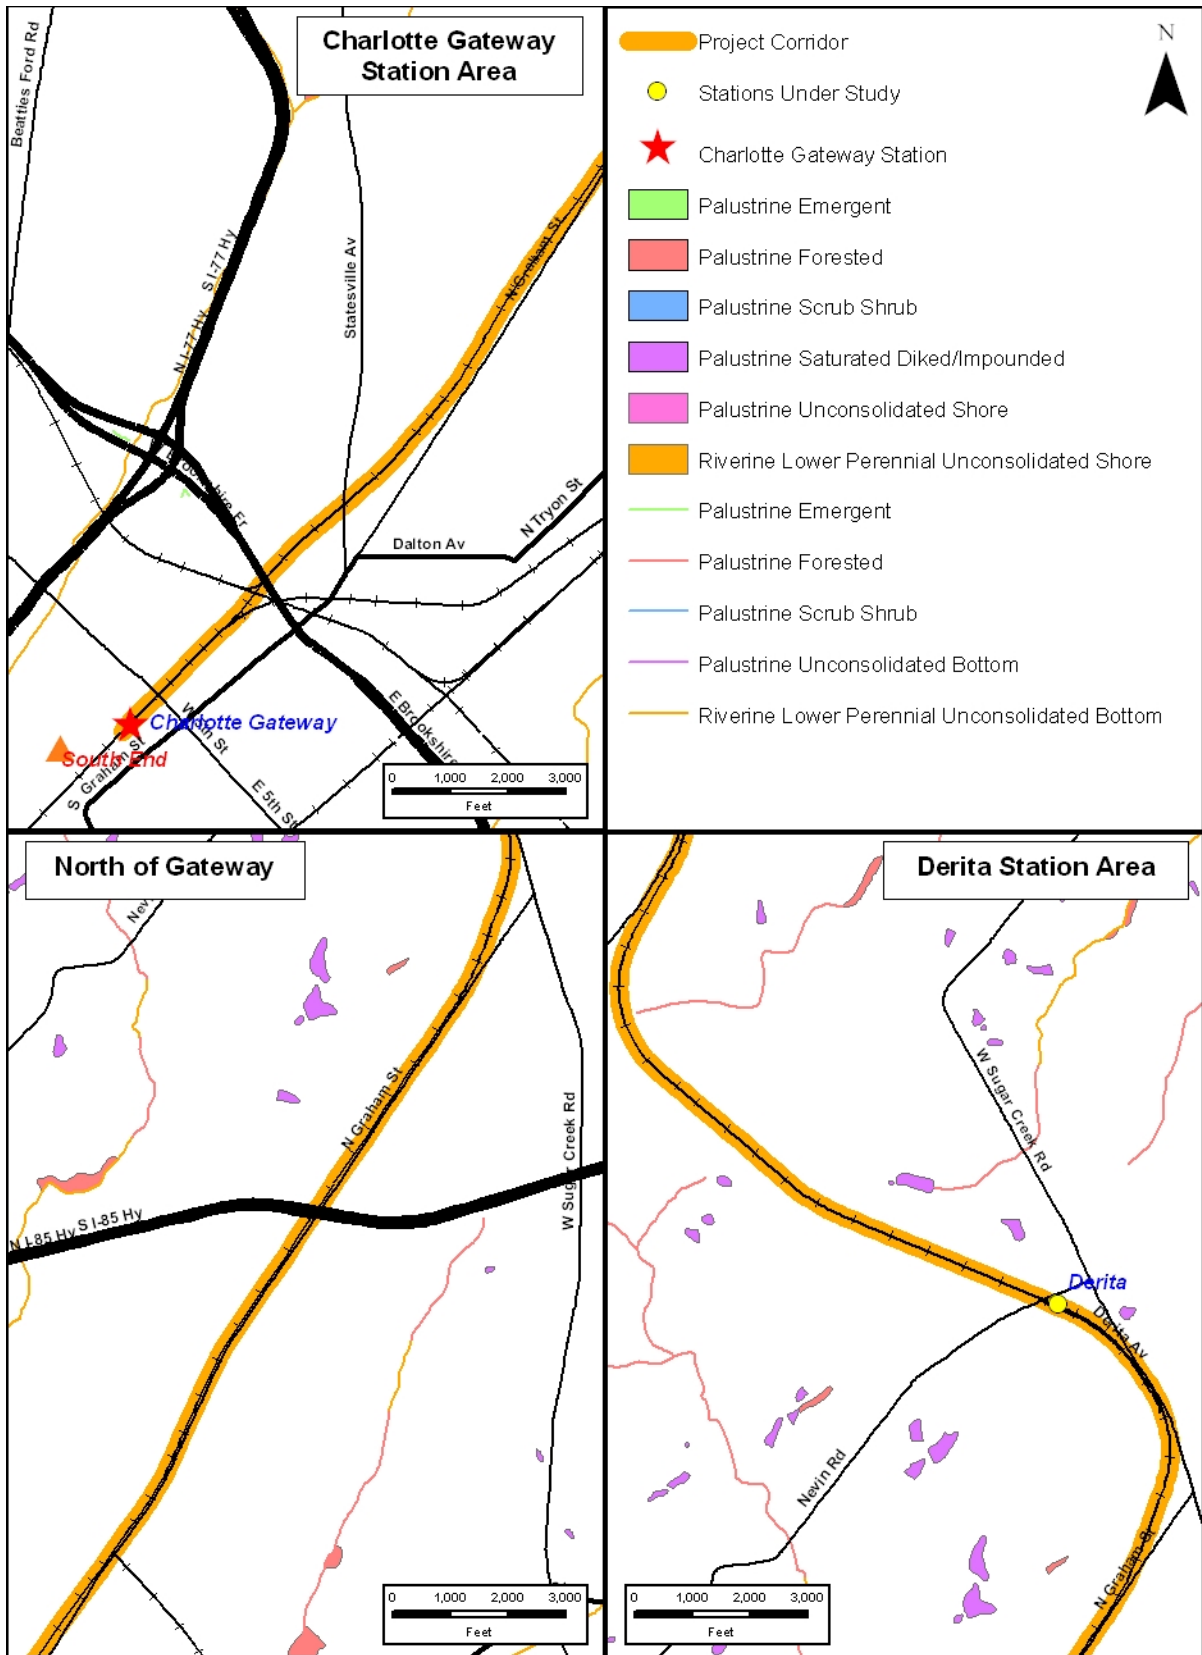 Charlotte Gateway
Station Area
Beatties Ford Rd
S I-77 Hy
N I-77 Hy
Statesville Av
N Graham St
N Tryon St
Dalton Av
E Brookshire
Charlotte Gateway
South End
S Graham St
E 5th St
0 1,000 2,000 3,000
Feet
N
Project Corridor
Stations Under Study
Charlotte Gateway Station
Palustrine Emergent
Palustrine Forested
Palustrine Scrub Shrub
Palustrine Saturated Diked/Impounded
Palustrine Unconsolidated Shore
Riverine Lower Perennial Unconsolidated Shore
Palustrine Emergent
Palustrine Forested
Palustrine Scrub Shrub
Palustrine Unconsolidated Bottom
Riverine Lower Perennial Unconsolidated Bottom
North of Gateway
Nev
N Graham St
W Sugar Creek Rd
N I-85 Hy
S I-85 Hy
0 1,000 2,000 3,000
Feet
Derita Station Area
W Sugar Creek Rd
Derita
Derita Av
Nevin Rd
N Graham St
0 1,000 2,000 3,000
Feet